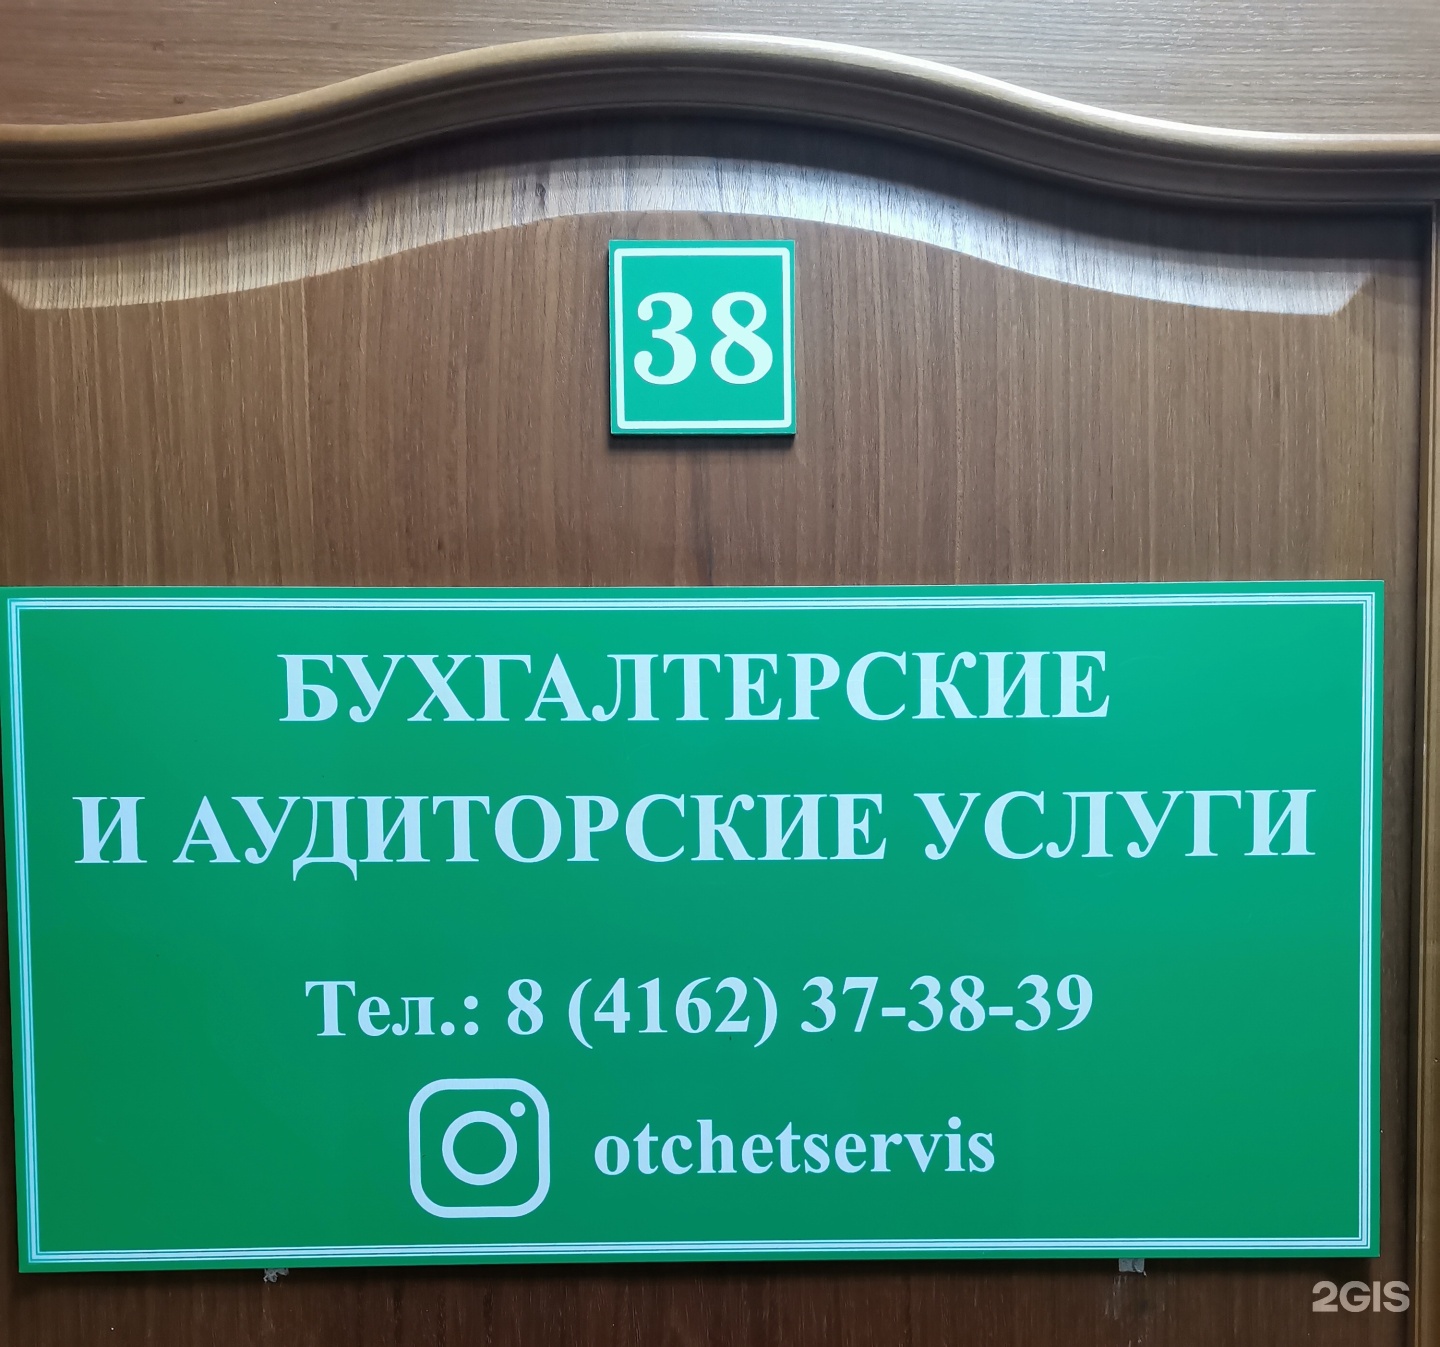 38
БУХГАЛТЕРСКИЕ
И АУДИТОРСКИЕ УСЛУГИ
Тел.: 8 (4162) 37-38-39
otchetservis
2GIS